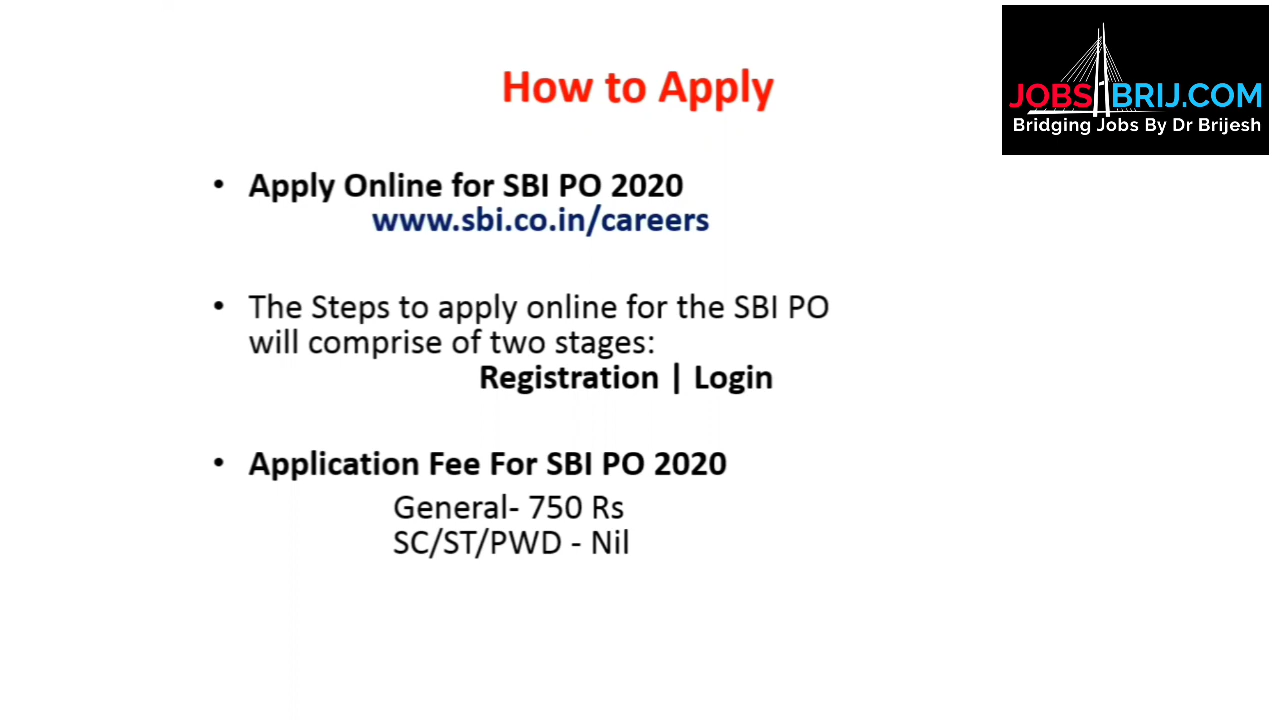 How to Apply
JOBS BRIJ.COM
Bridging Jobs By Dr Brijesh
• Apply Online for SBI PO 2020
www.sbi.co.in/careers
• The Steps to apply online for the SBI PO
will comprise of two stages:
Registration | Login
• Application Fee For SBI PO 2020
General- 750 Rs
SC/ST/PWD - Nil